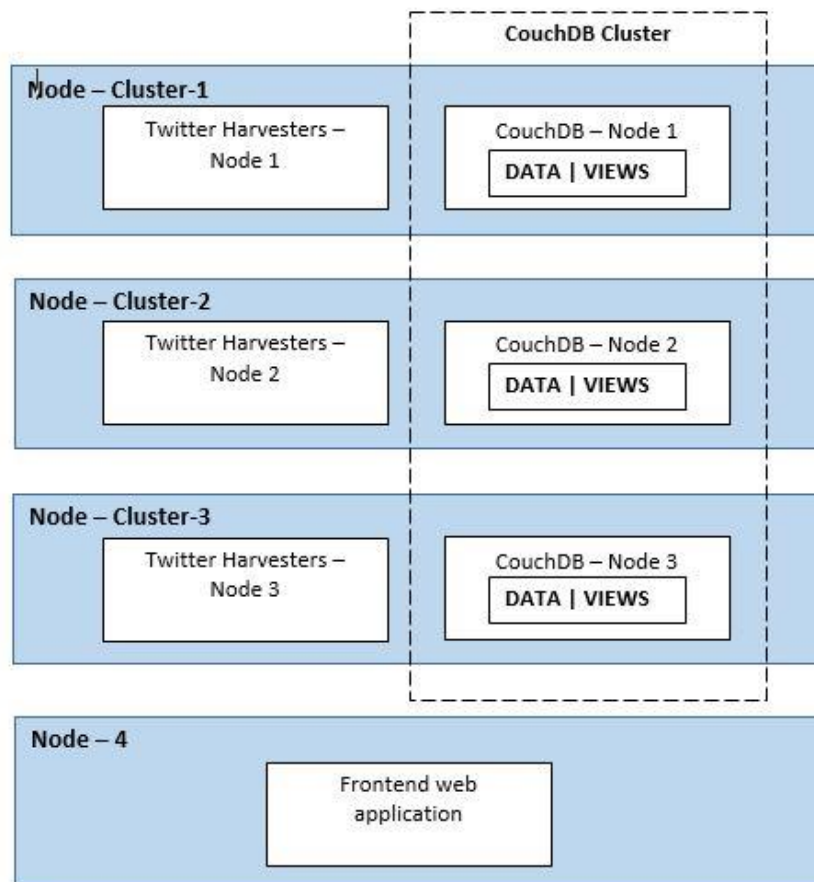 CouchDB Cluster
Node – Cluster-1
Twitter Harvesters –
Node 1
CouchDB – Node 1
DATA | VIEWS
Node – Cluster-2
Twitter Harvesters –
Node 2
CouchDB – Node 2
DATA | VIEWS
Node – Cluster-3
Twitter Harvesters –
Node 3
CouchDB – Node 3
DATA | VIEWS
Node – 4
Frontend web
application